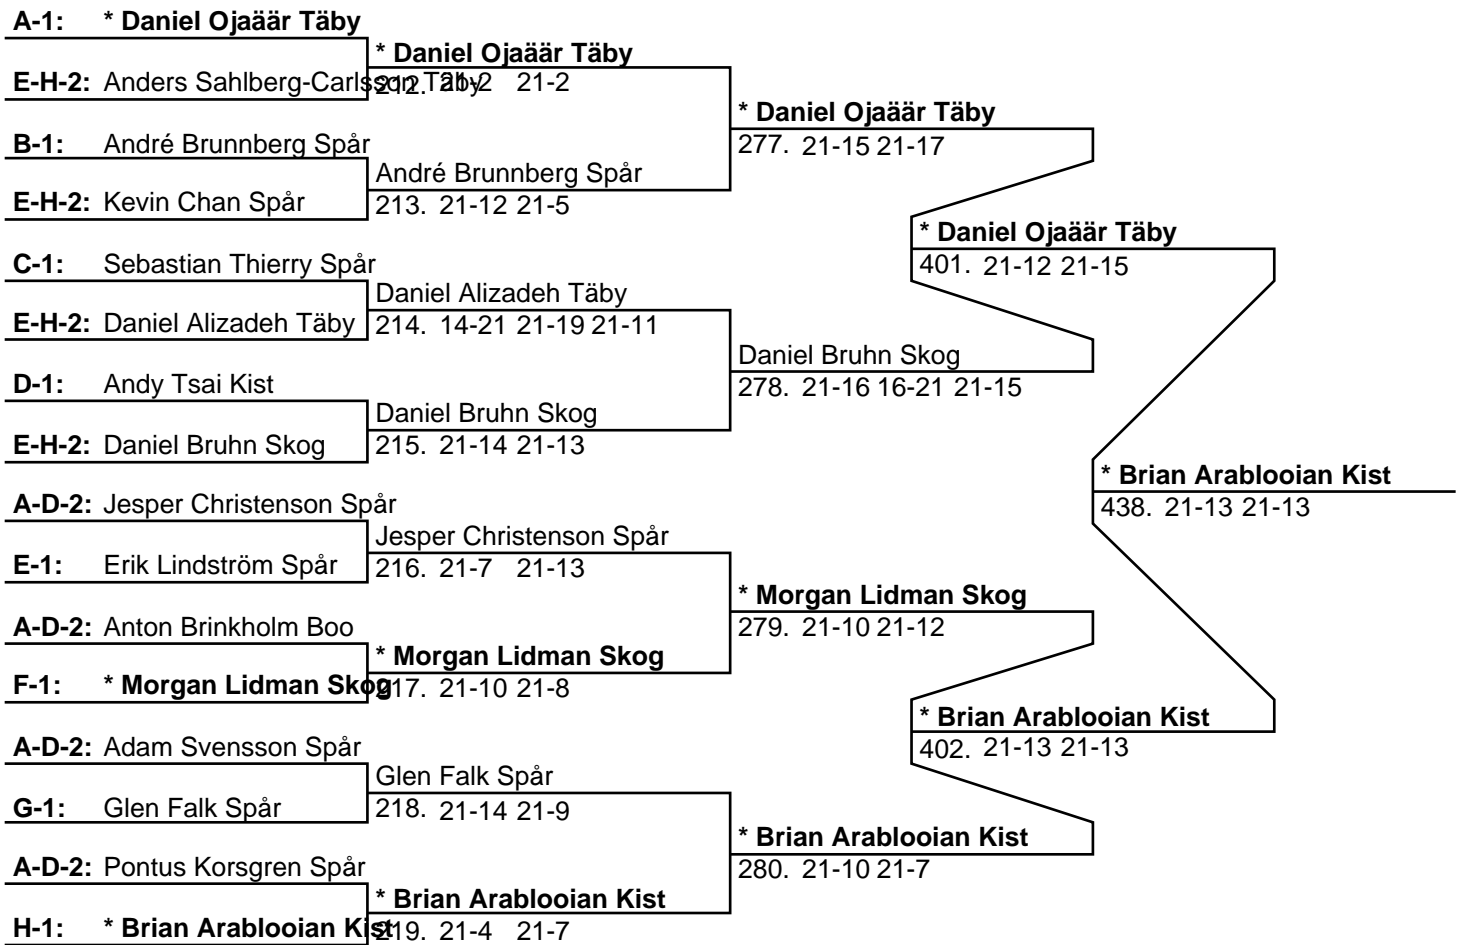 A-1: * Daniel Ojaäär Täby
* Daniel Ojaäär Täby
E-H-2: Anders Sahlberg-Carlsson Täby
212. 21-2 21-2
* Daniel Ojaäär Täby
B-1: André Brunnberg Spår
277. 21-15 21-17
André Brunnberg Spår
E-H-2: Kevin Chan Spår
213. 21-12 21-5
* Daniel Ojaäär Täby
C-1: Sebastian Thierry Spår
401. 21-12 21-15
Daniel Alizadeh Täby
E-H-2: Daniel Alizadeh Täby
214. 14-21 21-19 21-11
Daniel Bruhn Skog
D-1: Andy Tsai Kist
278. 21-16 16-21 21-15
Daniel Bruhn Skog
E-H-2: Daniel Bruhn Skog
215. 21-14 21-13
* Brian Arablooian Kist
A-D-2: Jesper Christenson Spår
438. 21-13 21-13
Jesper Christenson Spår
E-1: Erik Lindström Spår
216. 21-7 21-13
* Morgan Lidman Skog
A-D-2: Anton Brinkholm Boo
279. 21-10 21-12
* Morgan Lidman Skog
F-1: * Morgan Lidman Skog
217. 21-10 21-8
* Brian Arablooian Kist
A-D-2: Adam Svensson Spår
402. 21-13 21-13
Glen Falk Spår
G-1: Glen Falk Spår
218. 21-14 21-9
* Brian Arablooian Kist
A-D-2: Pontus Korsgren Spår
280. 21-10 21-7
* Brian Arablooian Kist
H-1: * Brian Arablooian Kist
219. 21-4 21-7